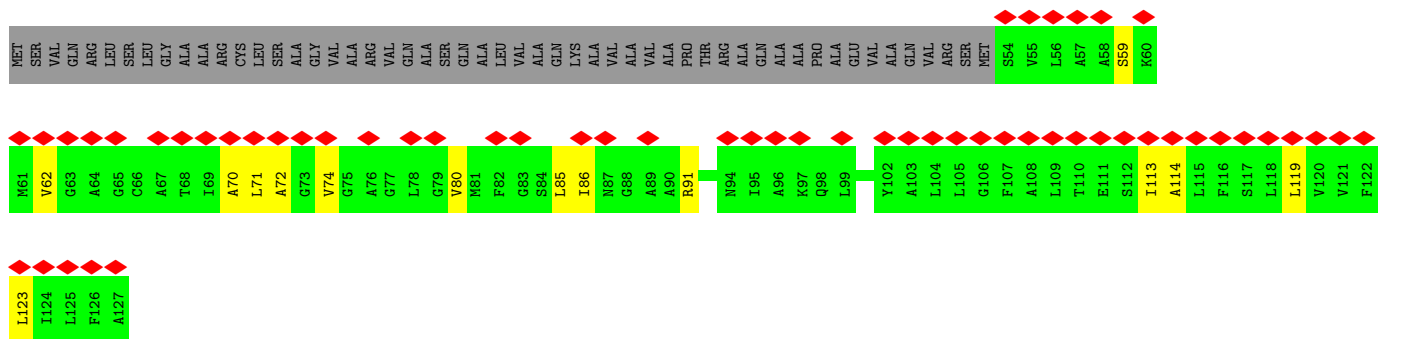 MET SER VAL GLN ARG LEU SER LEU GLY ALA ALA ARG CYS LEU SER ALA GLY VAL ALA ARG VAL GLN ALA SER GLN ALA LEU VAL ALA GLN LYS ALA VAL ALA VAL ALA PRO THR ARG ALA GLN ALA ALA PRO ALA GLU VAL ALA GLN VAL ARG SER MET S54 V55 L56 A57 A58 S59 K60
M61 V62 G63 A64 G65 C66 A67 T68 I69 A70 L71 A72 G73 V74 G75 A76 G77 L78 G79 V80 M81 F82 G83 S84 L85 I86 N87 G88 A89 A90 R91 N94 I95 A96 K97 Q98 L99 Y102 A103 L104 L105 G106 F107 A108 L109 T110 E111 S112 I113 A114 L115 F116 S117 L118 L119 V120 V121 F122
L123 I124 L125 F126 A127